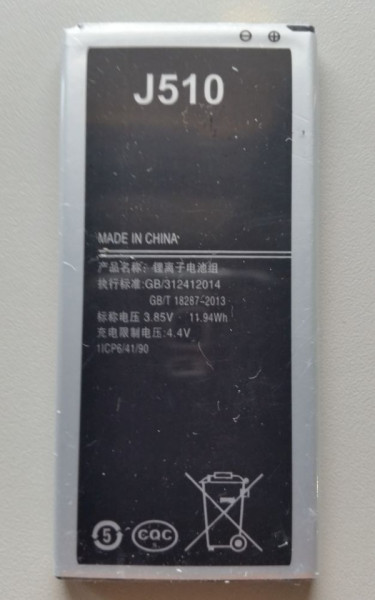 J510
MADE IN CHINA
产品名称：锂离子电池组
执行标准:GB/312412014
GB/T 18287-2013
标称电压 3.85V 11.94Wh
充电限制电压:4.4V
1ICP6/41/90
5 CQC